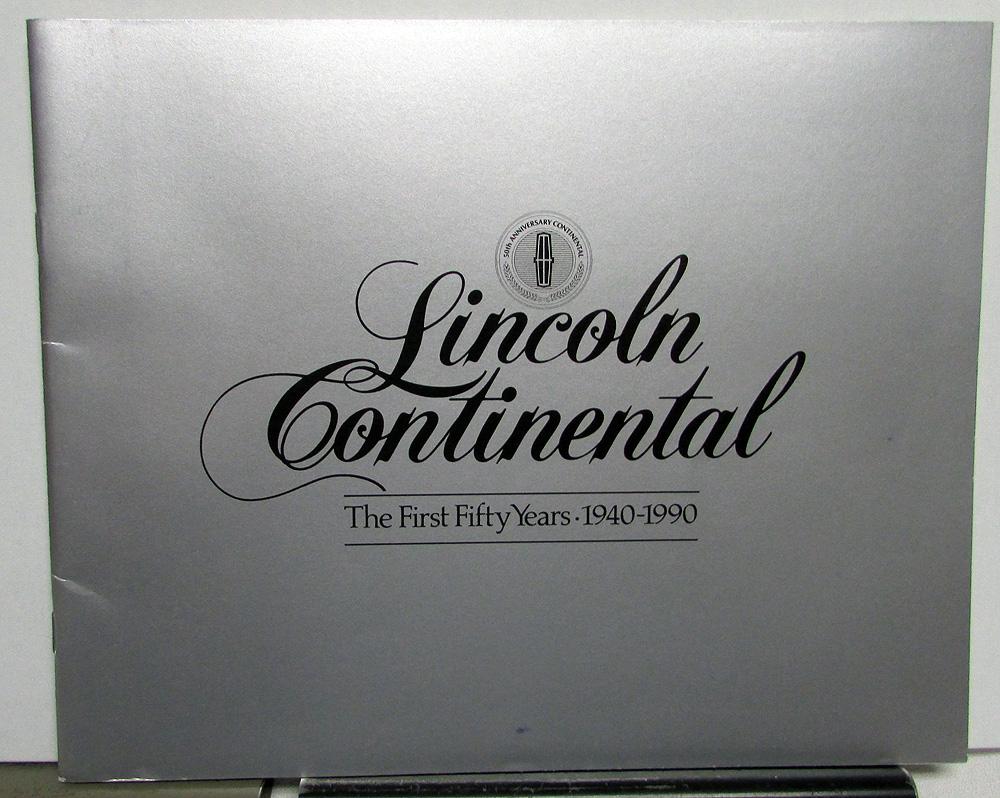 50th ANNIVERSARY CONTINENTAL
Lincoln
Continental
The First Fifty Years · 1940-1990